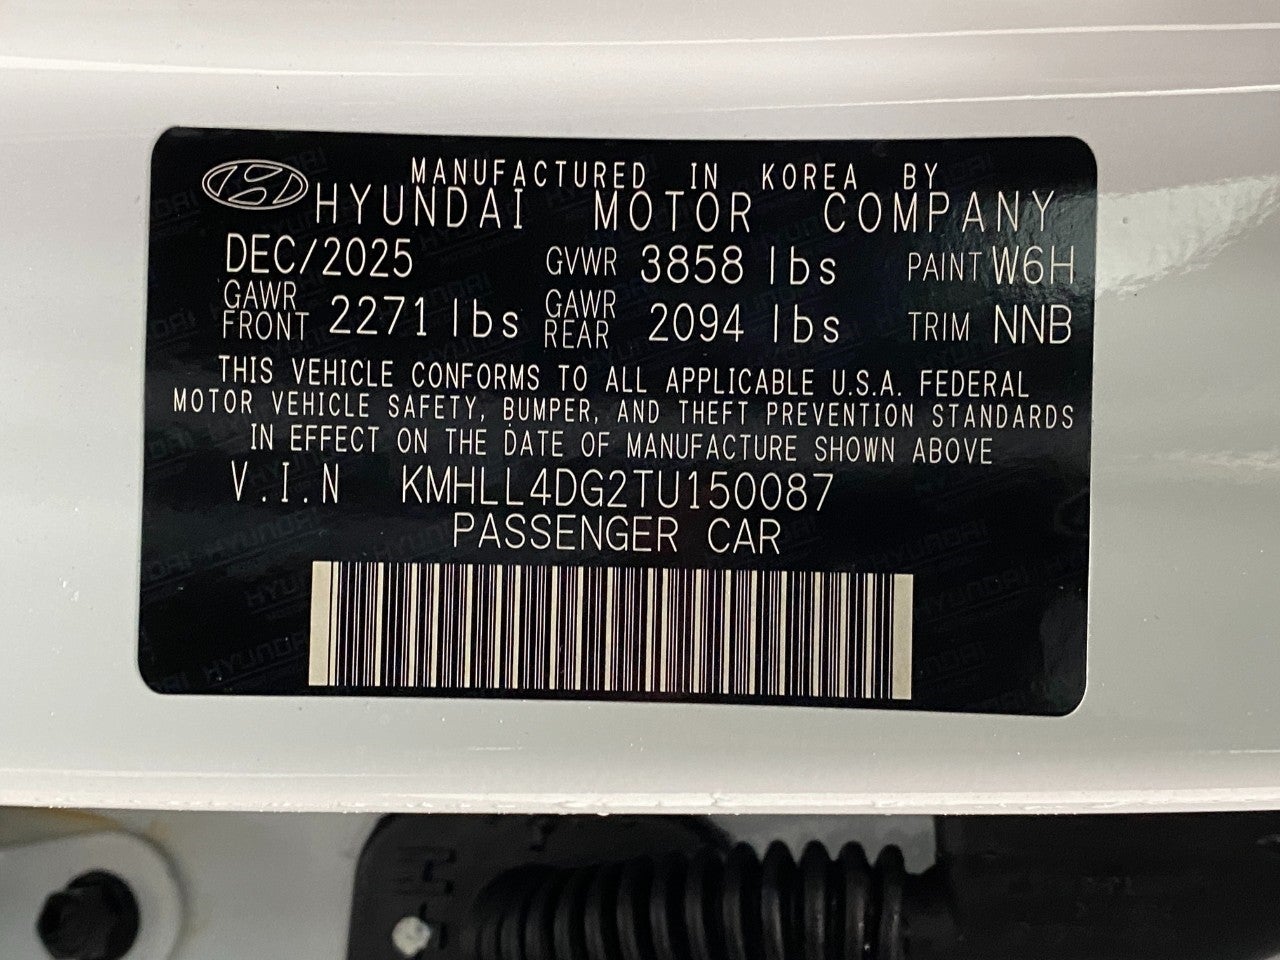 MANUFACTURED IN KOREA BY
HYUNDAI MOTOR COMPANY
DEC/2025 GVWR 3858 lbs PAINT W6H
GAWR FRONT 2271 lbs GAWR REAR 2094 lbs TRIM NNB
THIS VEHICLE CONFORMS TO ALL APPLICABLE U.S.A. FEDERAL
MOTOR VEHICLE SAFETY, BUMPER, AND THEFT PREVENTION STANDARDS
IN EFFECT ON THE DATE OF MANUFACTURE SHOWN ABOVE
V.I.N KMHLL4DG2TU150087
PASSENGER CAR